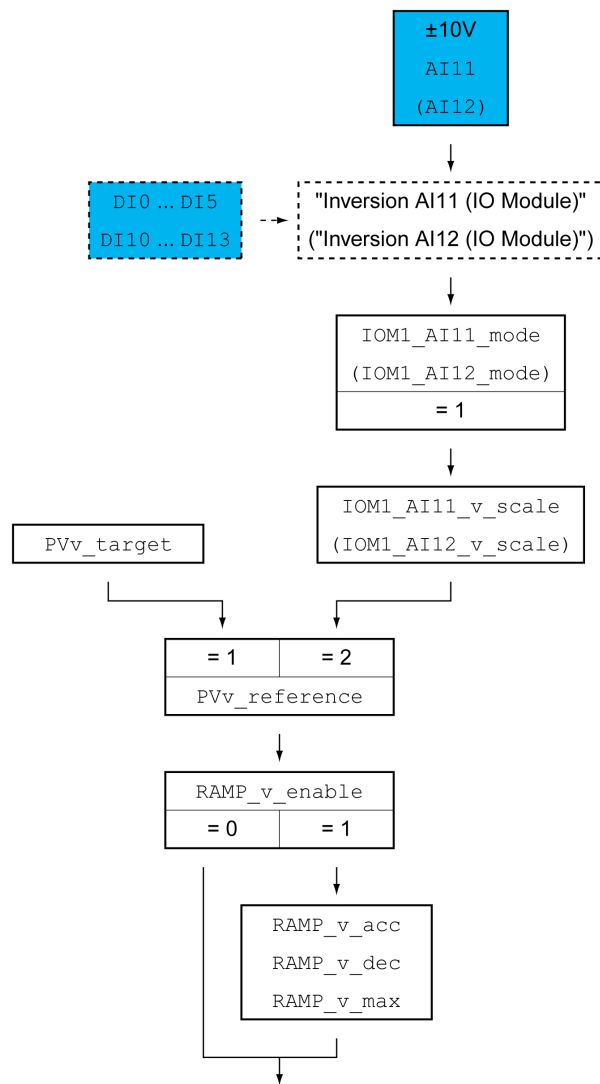 ±10V
AI11
(AI12)
DI0 ... DI5
DI10 ... DI13
"Inversion AI11 (IO Module)"
("Inversion AI12 (IO Module)")
IOM1_AI11_mode
(IOM1_AI12_mode)
= 1
IOM1_AI11_v_scale
(IOM1_AI12_v_scale)
PVv_target
= 1
= 2
PVv_reference
RAMP_v_enable
= 0
= 1
RAMP_v_acc
RAMP_v_dec
RAMP_v_max